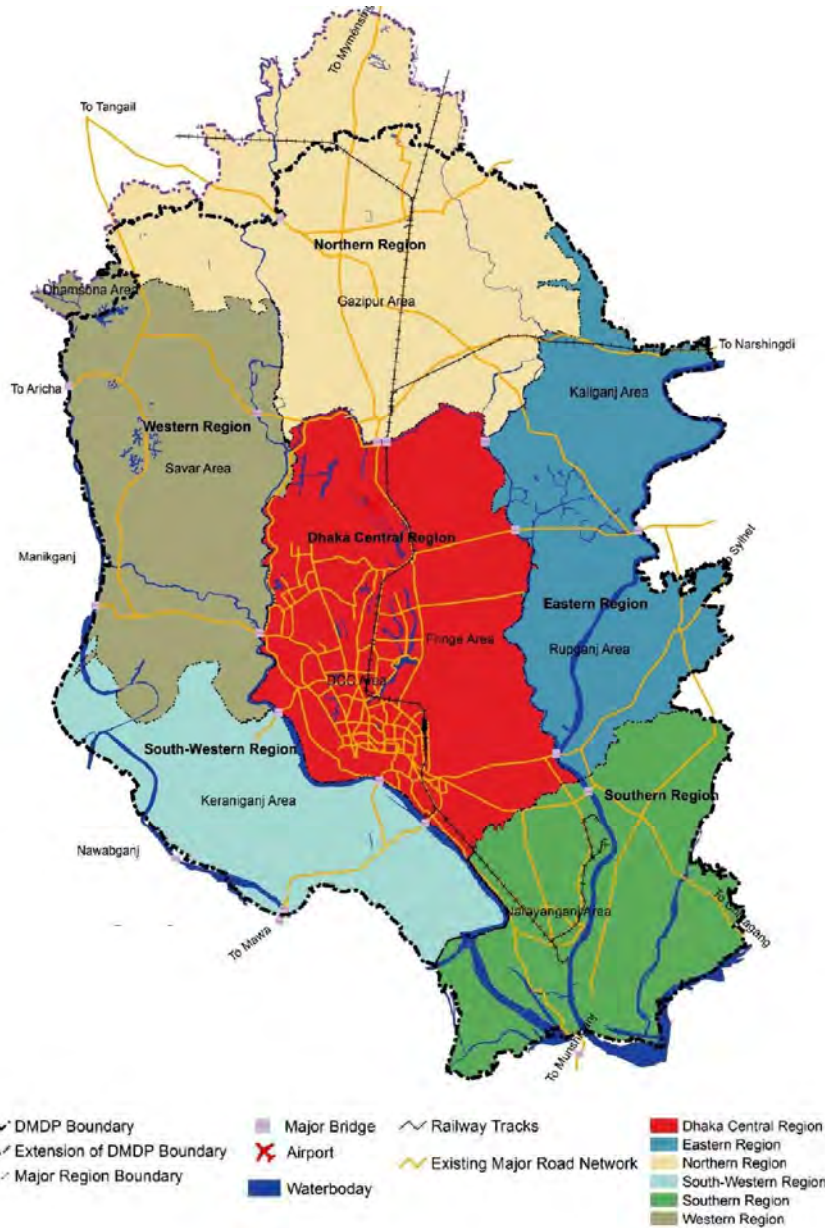 To Mymensing
To Tangail
Northern Region
Gazipur Area
Dhamsona Area
To Narshingdi
To Aricha
Kaliganj Area
Western Region
Savar Area
Dhaka Central Region
Manikganj
To Sylhet
Eastern Region
Fringe Area
Rupganj Area
DCC Area
South-Western Region
Keraniganj Area
Southern Region
Nawabganj
Narayanganj Area
To Mawa
DMDP Boundary
Extension of DMDP Boundary
Major Region Boundary
Major Bridge
Airport
Waterboday
Railway Tracks
Existing Major Road Network
Dhaka Central Region
Eastern Region
Northern Region
South-Western Region
Southern Region
Western Region